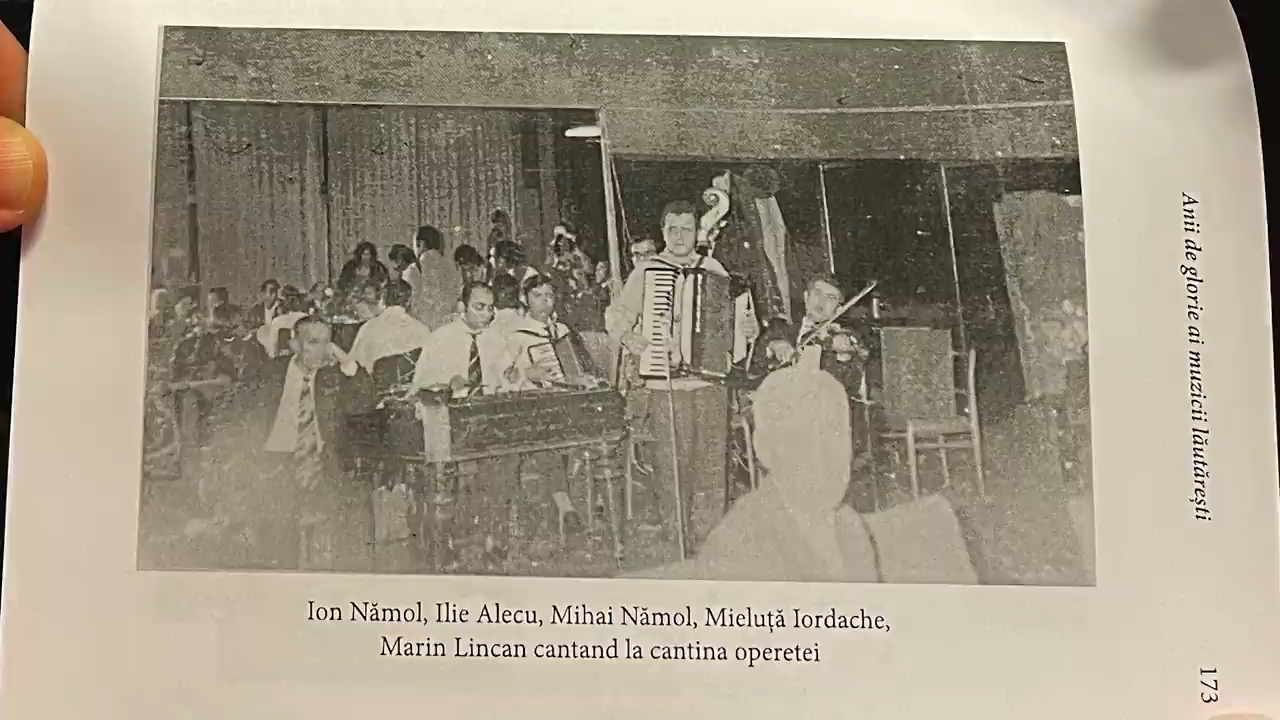 Ion Nămol, Ilie Alecu, Mihai Nămol, Mieluță Iordache,
Marin Lincan cantand la cantina operetei
Anii de glorie ai muzicii lăutărești
173